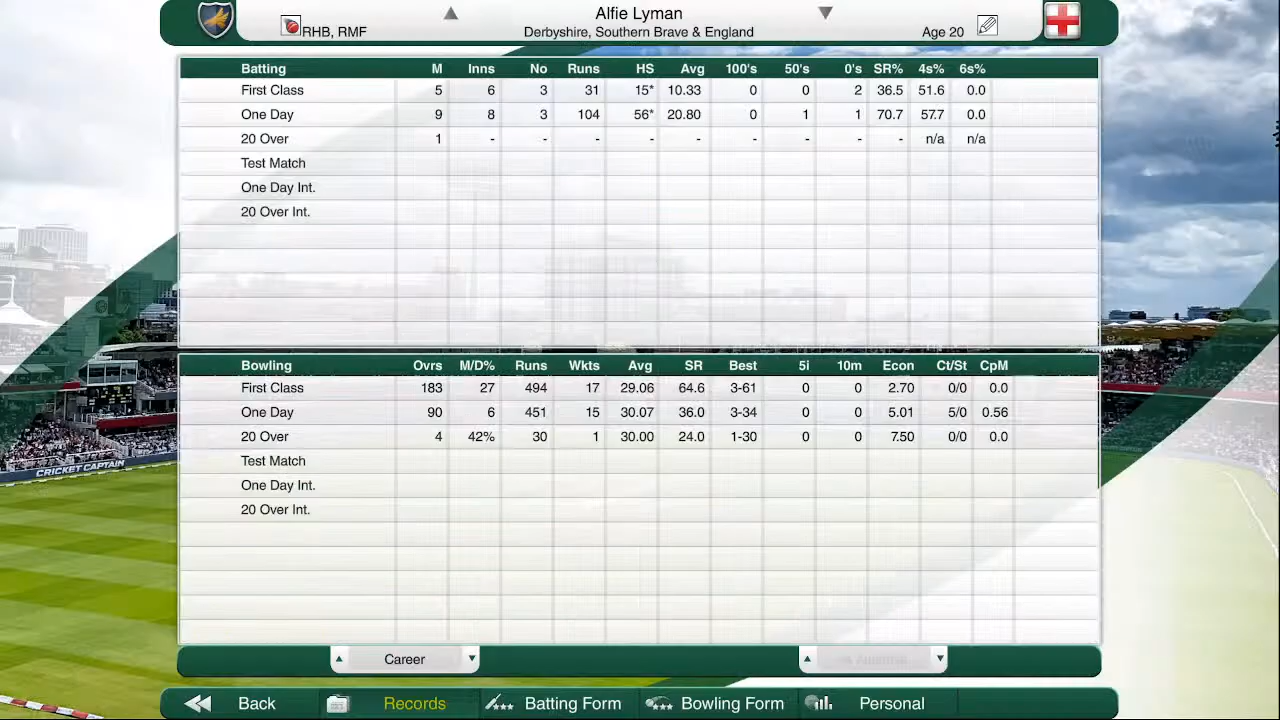 Alfie Lyman
RHB, RMF
Derbyshire, Southern Brave & England
Age 20
Batting M Inns No Runs HS Avg 100's 50's 0's SR% 4s% 6s%
First Class 5 6 3 31 15* 10.33 0 0 2 36.5 51.6 0.0
One Day 9 8 3 104 56* 20.80 0 1 1 70.7 57.7 0.0
20 Over 1 - - - - - - - - - n/a n/a
Test Match
One Day Int.
20 Over Int.
Bowling Ovrs M/D% Runs Wkts Avg SR Best 5i 10m Econ Ct/St CpM
First Class 183 27 494 17 29.06 64.6 3-61 0 0 2.70 0/0 0.0
One Day 90 6 451 15 30.07 36.0 3-34 0 0 5.01 5/0 0.56
20 Over 4 42% 30 1 30.00 24.0 1-30 0 0 7.50 0/0 0.0
Test Match
One Day Int.
20 Over Int.
CRICKET CAPTAIN
Career
Back Records Batting Form Bowling Form Personal